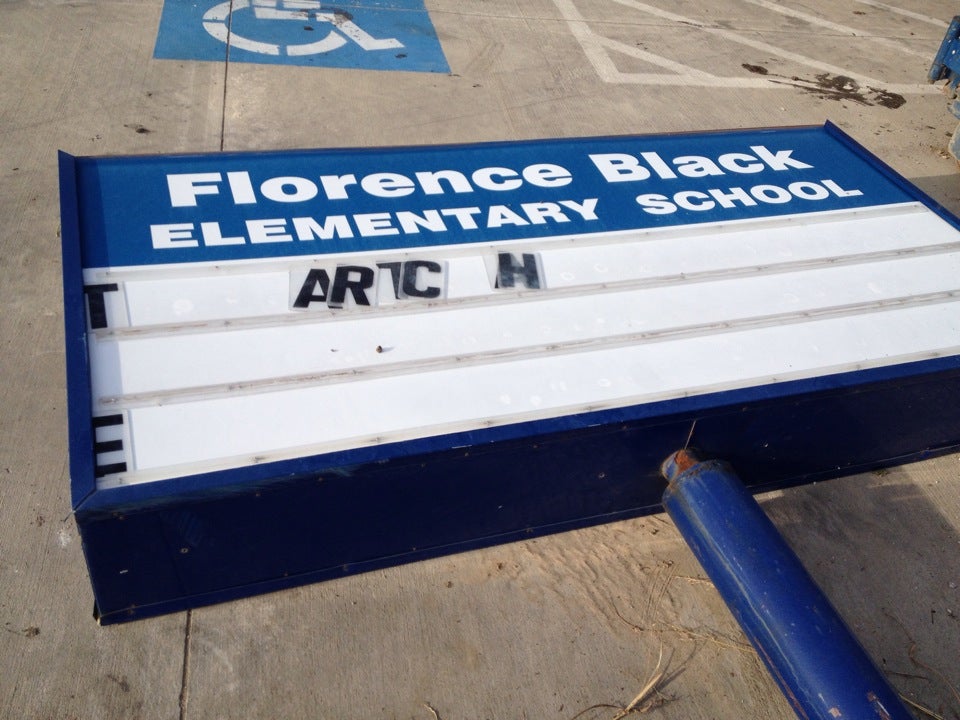 Florence Black
ELEMENTARY SCHOOL
T ARTC H
E